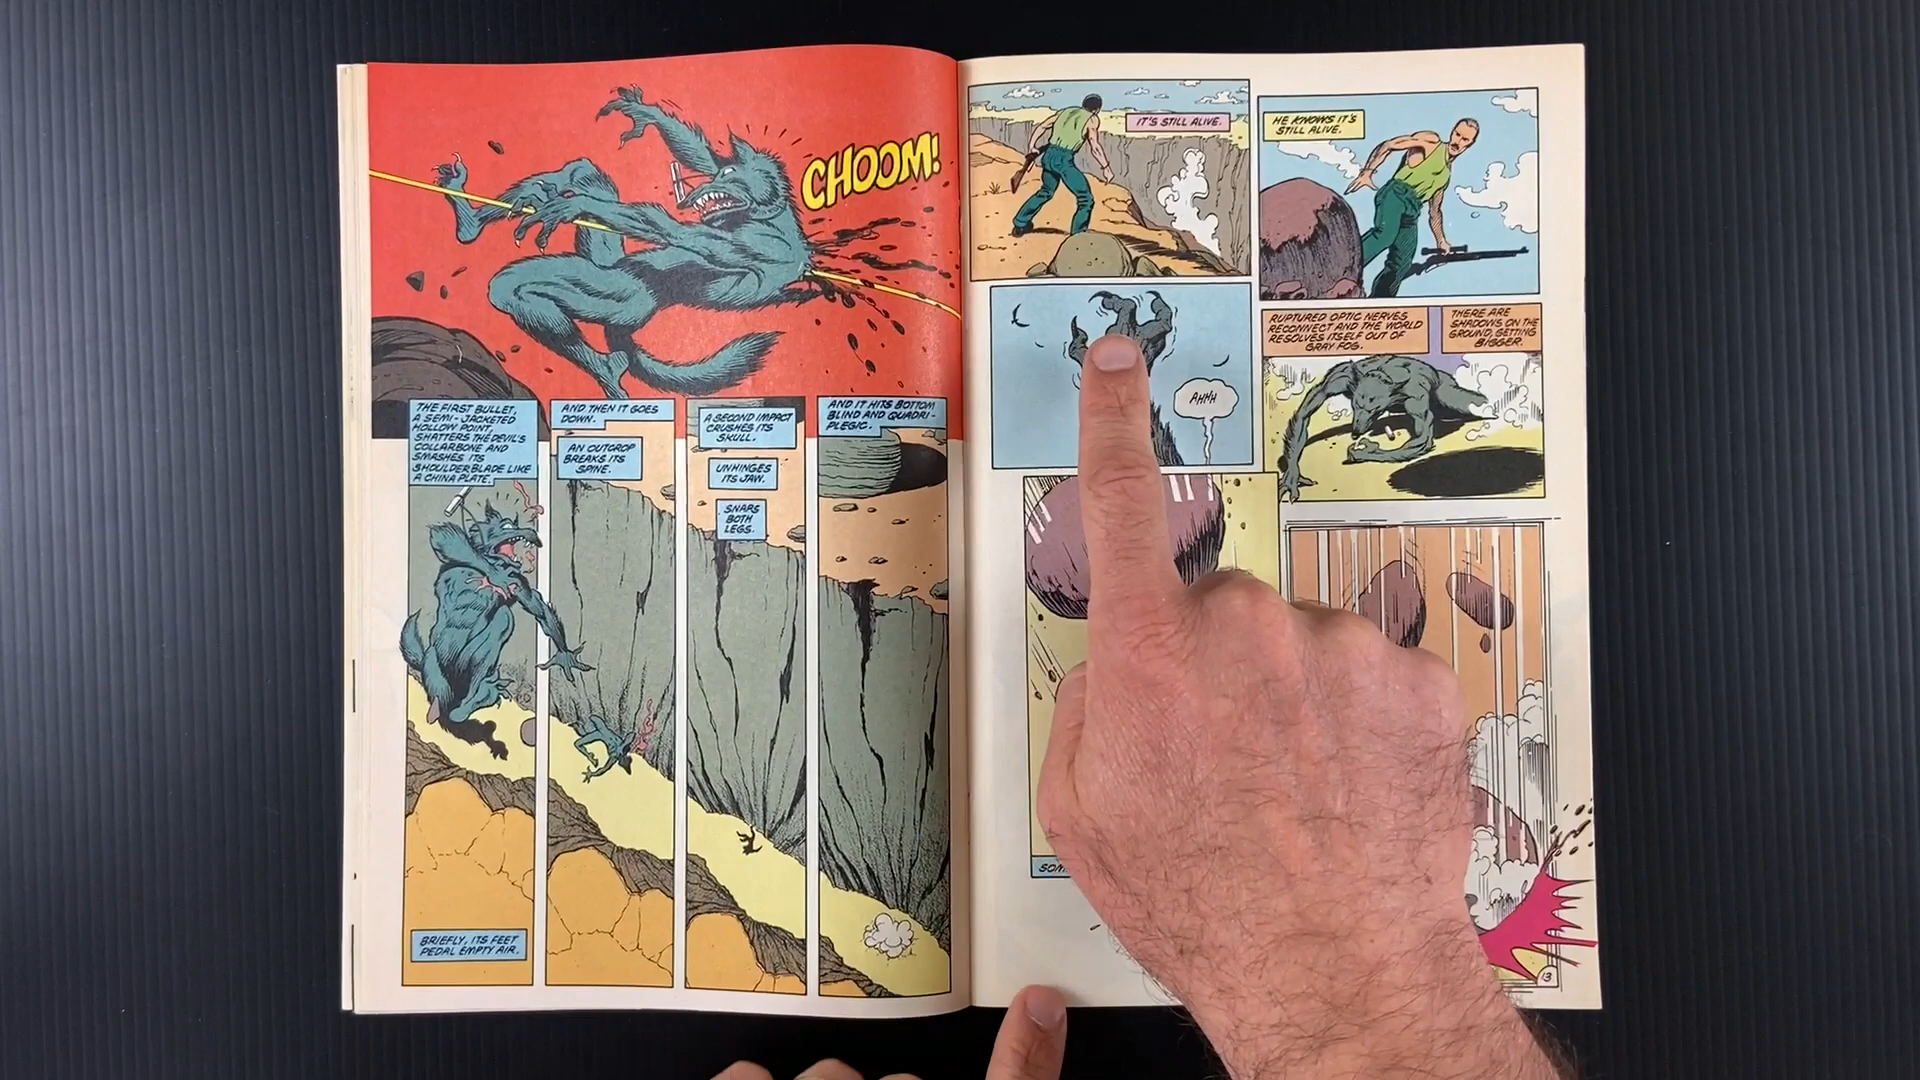 CHOOM!
THE FIRST BULLET,
A SEMI-JACKETED
HOLLOW POINT,
SHATTERS THE DEVIL'S
COLLARBONE AND
SMASHES ITS
SHOULDERBLADE LIKE
A CHINA PLATE.
BRIEFLY, ITS FEET
PEDAL EMPTY AIR.
AND THEN IT GOES
DOWN.
AN OUTCROP
BREAKS ITS
SPINE.
A SECOND IMPACT
CRUSHES ITS
SKULL.
UNHINGES
ITS JAW.
SNAPS
BOTH
LEGS.
AND IT HITS BOTTOM
BLIND AND QUADRI-
PLEGIC.
IT'S STILL ALIVE.
HE KNOWS IT'S
STILL ALIVE.
AHHH
RUPTURED OPTIC NERVES
RECONNECT AND THE WORLD
RESOLVES ITSELF OUT OF
GRAY FOG.
THERE ARE
SHADOWS ON THE
GROUND, GETTING
BIGGER.
13